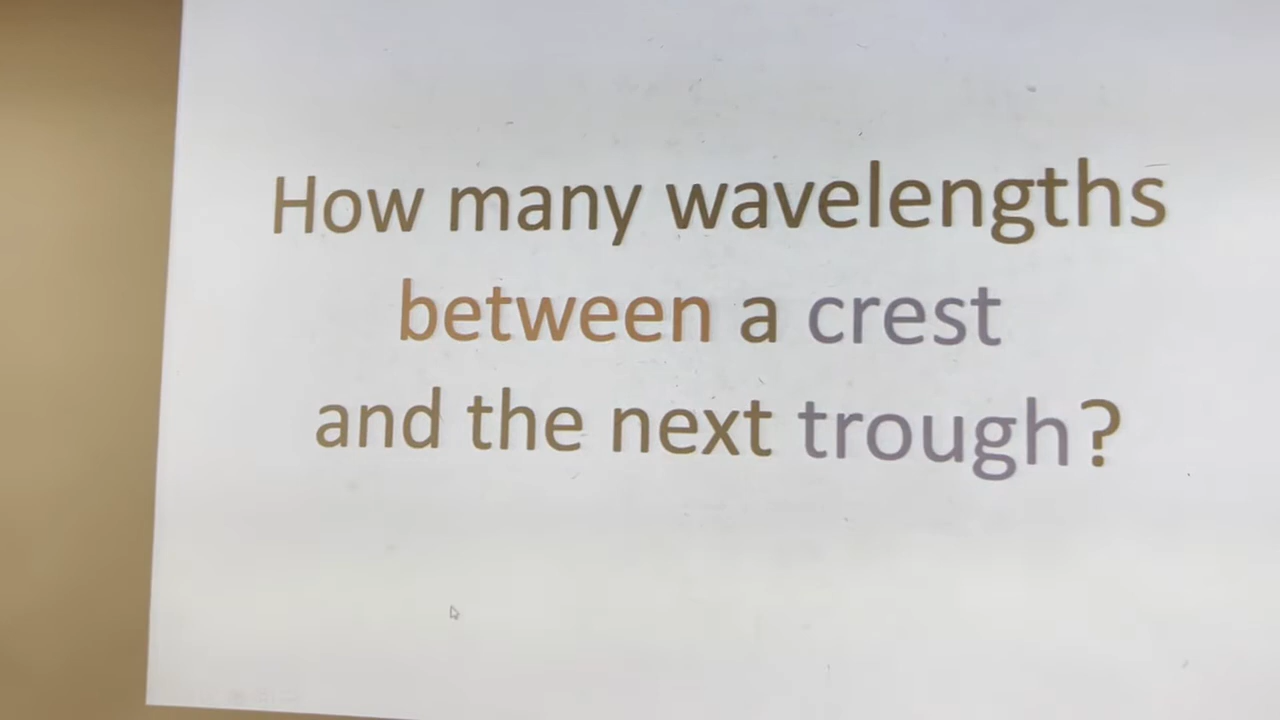 How many wavelengths
between a crest
and the next trough?